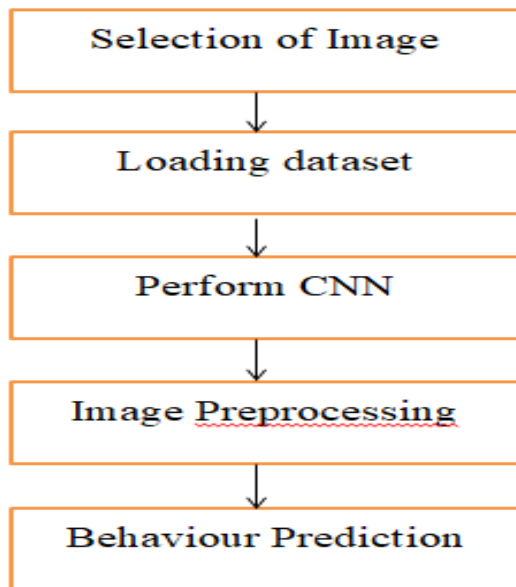 Selection of Image
Loading dataset
Perform CNN
Image Preprocessing
Behaviour Prediction